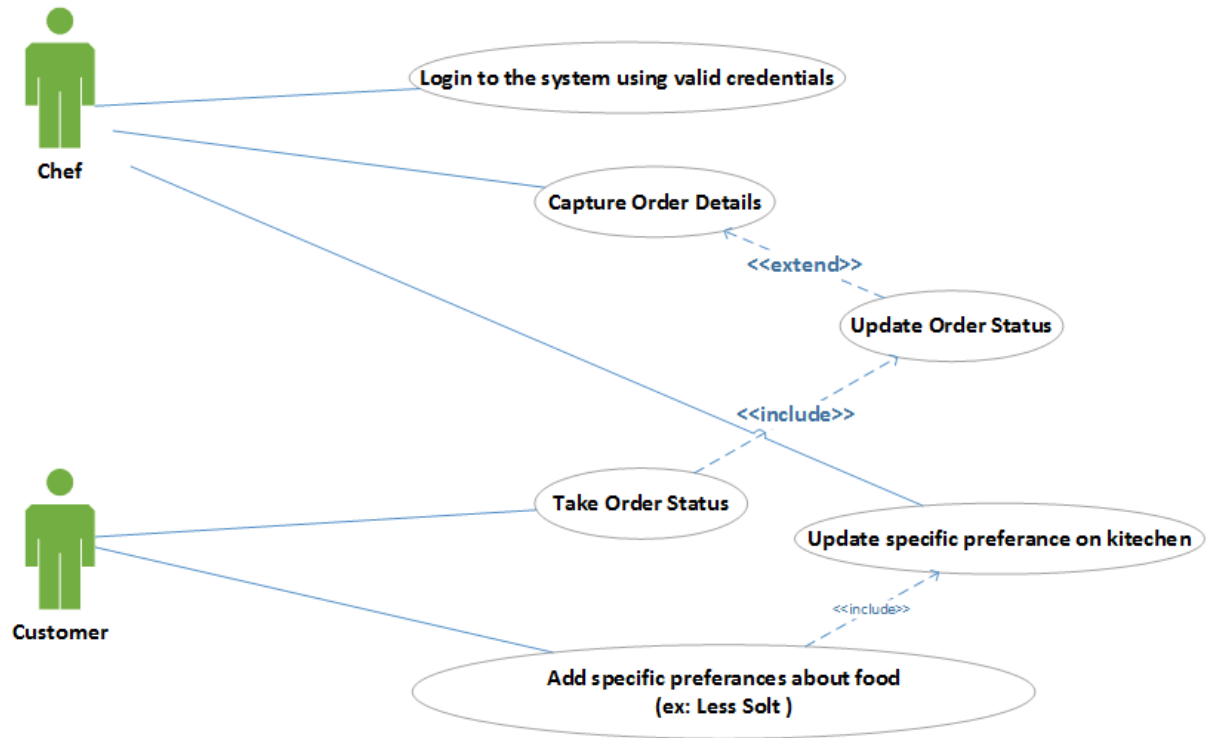 Login to the system using valid credentials
Chef
Capture Order Details
<<extend>>
Update Order Status
<<include>>
Take Order Status
Update specific preferance on kitechen
<<include>>
Customer
Add specific preferances about food
(ex: Less Solt )